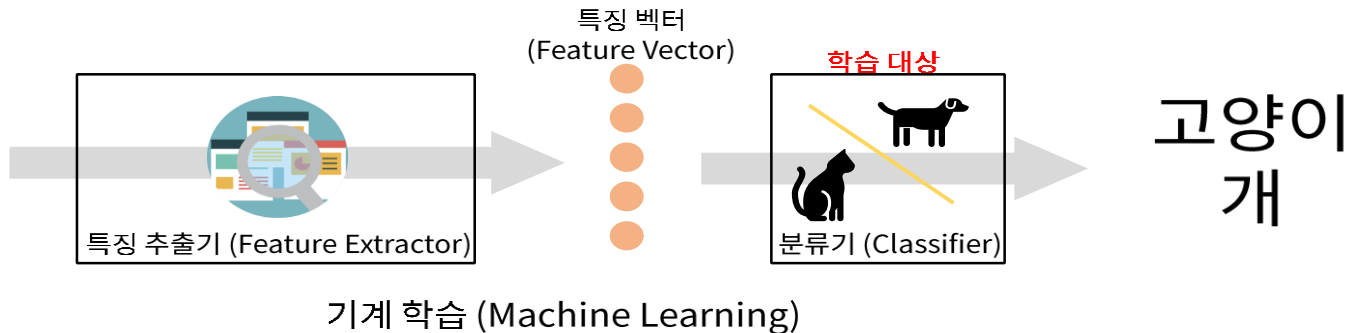 특징 벡터
(Feature Vector)
학습 대상
특징 추출기 (Feature Extractor)
분류기 (Classifier)
고양이
개
기계 학습 (Machine Learning)